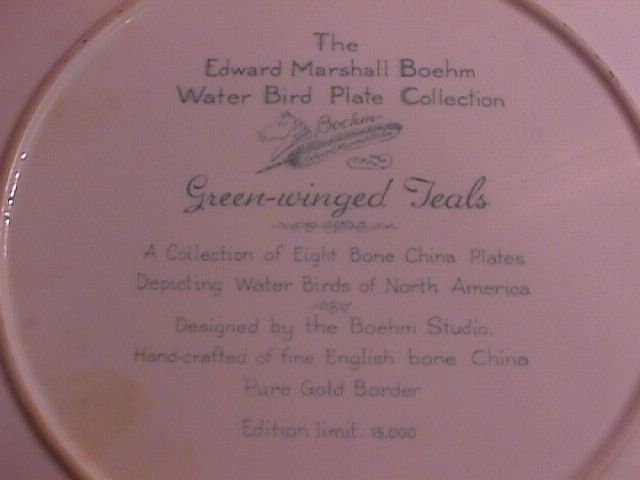 The
Edward Marshall Boehm
Water Bird Plate Collection
Boehm
Green-winged Teals
A Collection of Eight Bone China Plates
Depicting Water Birds of North America
Designed by the Boehm Studio.
Hand-crafted of fine English bone China
Pure Gold Border
Edition limit. 15,000